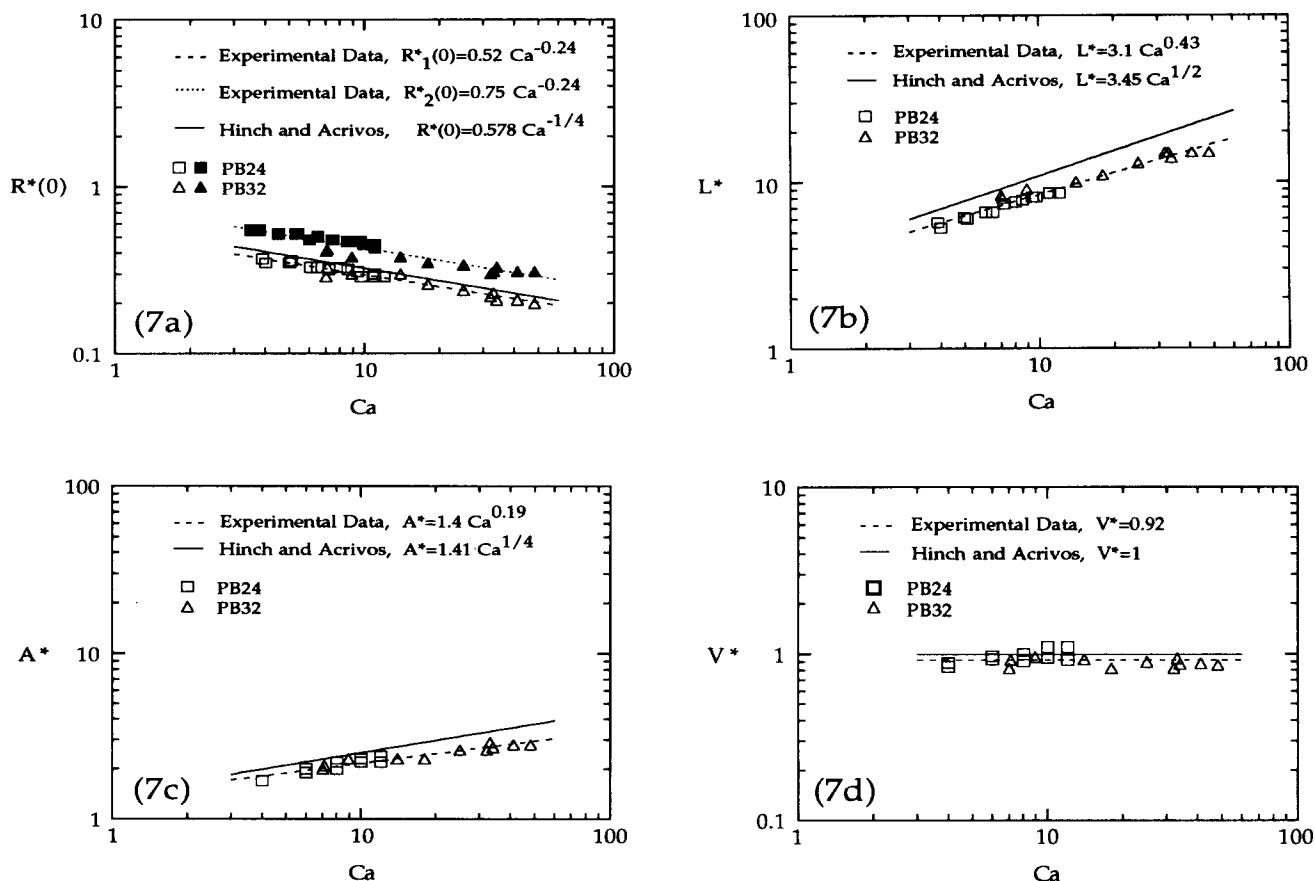 10
Experimental Data, R*₁(0)=0.52 Ca^-0.24
Experimental Data, R*₂(0)=0.75 Ca^-0.24
Hinch and Acrivos, R*(0)=0.578 Ca^-1/4
PB24
PB32
R*(0)
1
0.1
(7a)
1
10
100
Ca
100
Experimental Data, L*=3.1 Ca^0.43
Hinch and Acrivos, L*=3.45 Ca^1/2
PB24
PB32
L*
10
1
(7b)
1
10
100
Ca
100
Experimental Data, A*=1.4 Ca^0.19
Hinch and Acrivos, A*=1.41 Ca^1/4
PB24
PB32
A*
10
1
(7c)
1
10
100
Ca
10
Experimental Data, V*=0.92
Hinch and Acrivos, V*=1
PB24
PB32
V*
1
0.1
(7d)
1
10
100
Ca